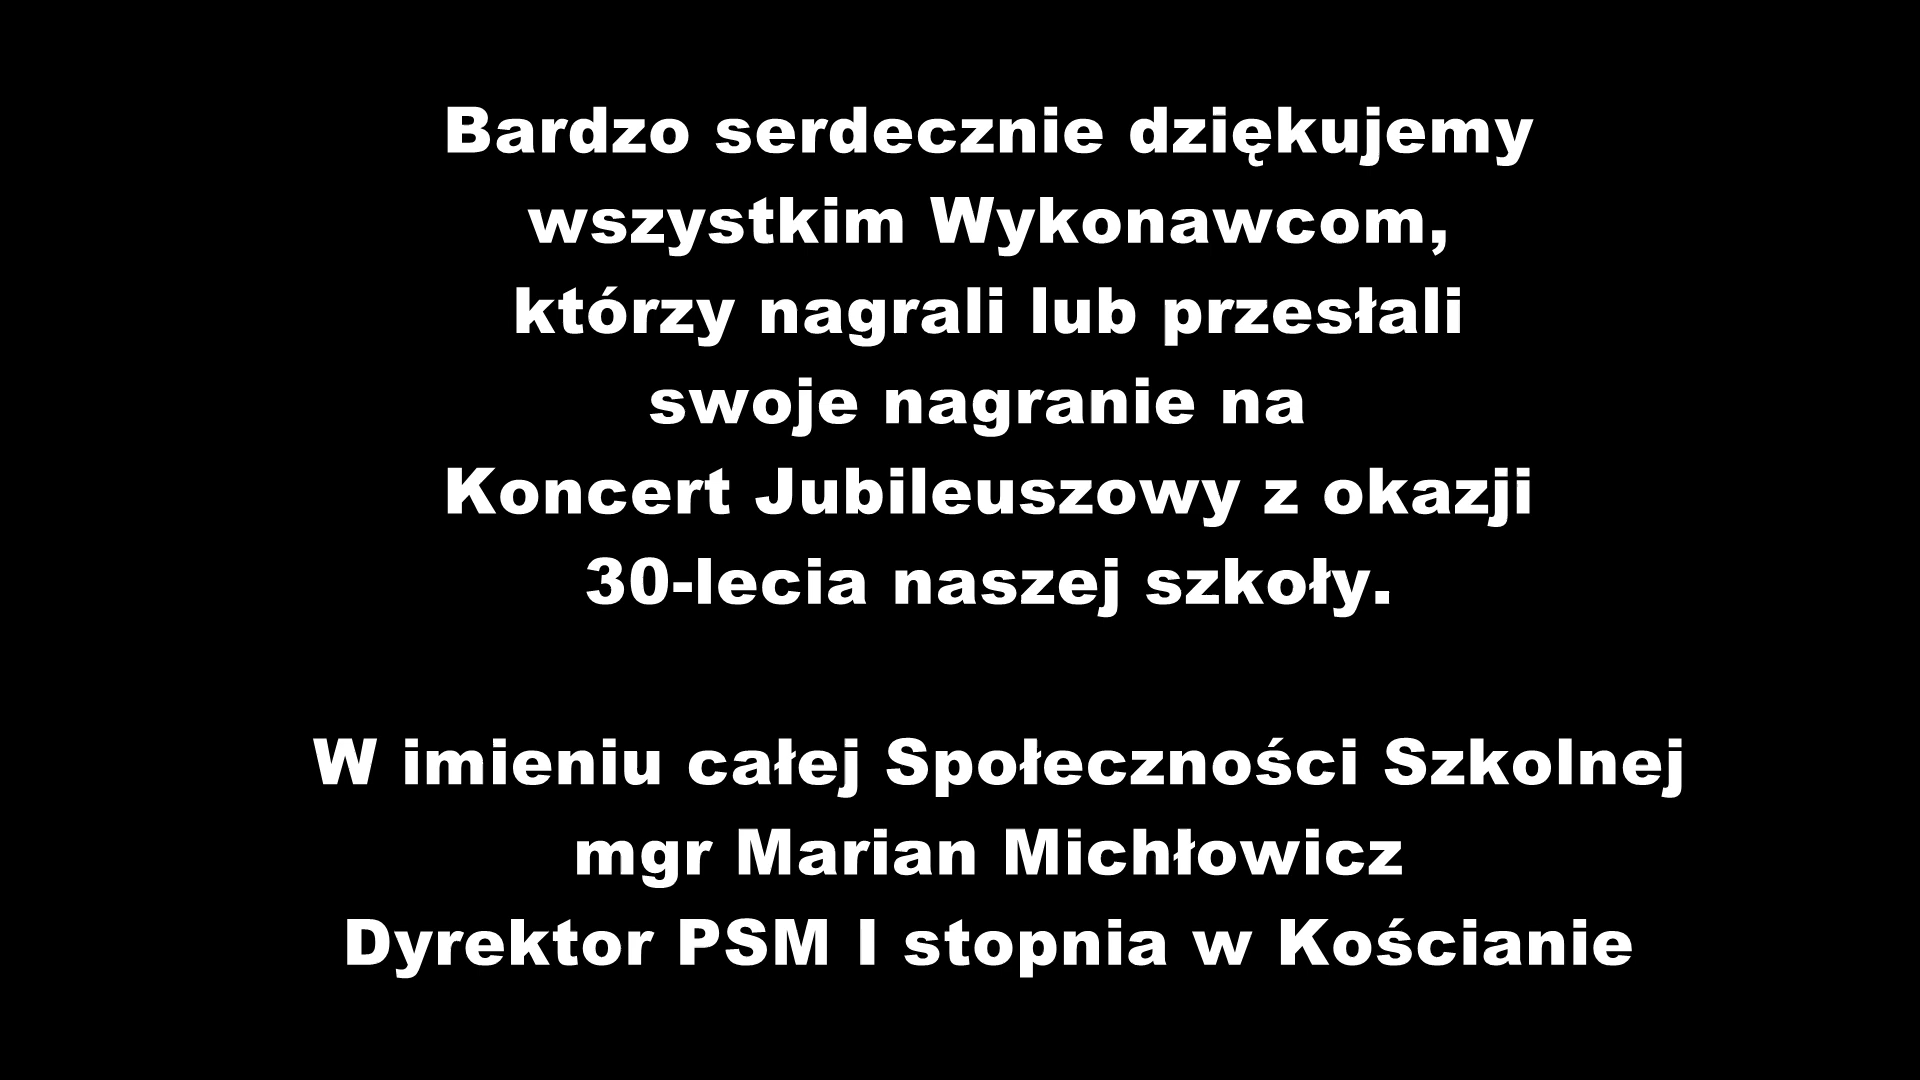 Bardzo serdecznie dziękujemy
wszystkim Wykonawcom,
którzy nagrali lub przesłali
swoje nagranie na
Koncert Jubileuszowy z okazji
30-lecia naszej szkoły.
W imieniu całej Społeczności Szkolnej
mgr Marian Michłowicz
Dyrektor PSM I stopnia w Kościanie